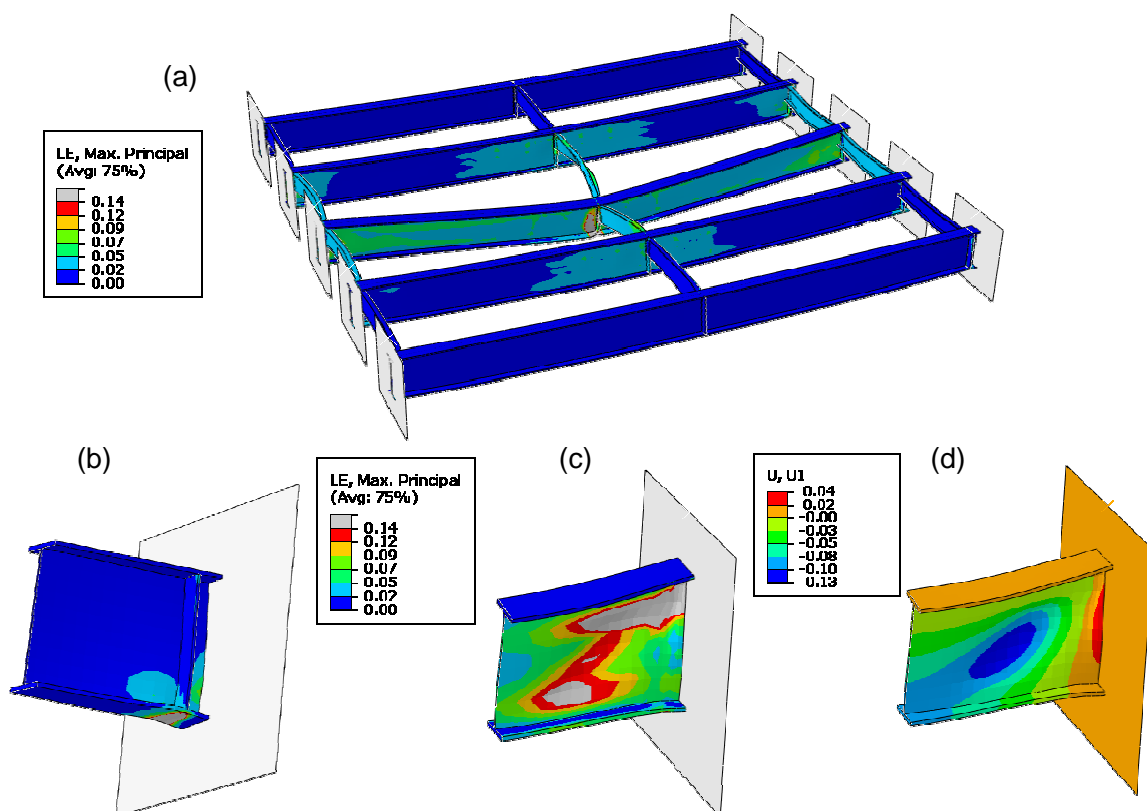 (a)
LE, Max. Principal
(Avg: 75%)
0.14
0.12
0.09
0.07
0.05
0.02
0.00
(b)
LE, Max. Principal
(Avg: 75%)
0.14
0.12
0.09
0.07
0.05
0.02
0.00
(c)
U, U1
0.04
0.02
-0.00
-0.03
-0.05
-0.08
-0.10
-0.13
(d)